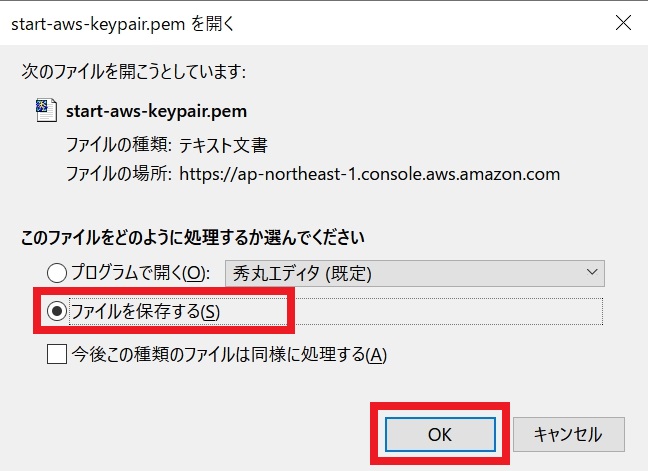 start-aws-keypair.pem を開く
次のファイルを開こうとしています:
start-aws-keypair.pem
ファイルの種類: テキスト文書
ファイルの場所: https://ap-northeast-1.console.aws.amazon.com
このファイルをどのように処理するか選んでください
プログラムで開く(O): 秀丸エディタ (既定)
ファイルを保存する(S)
今後この種類のファイルは同様に処理する(A)
OK キャンセル